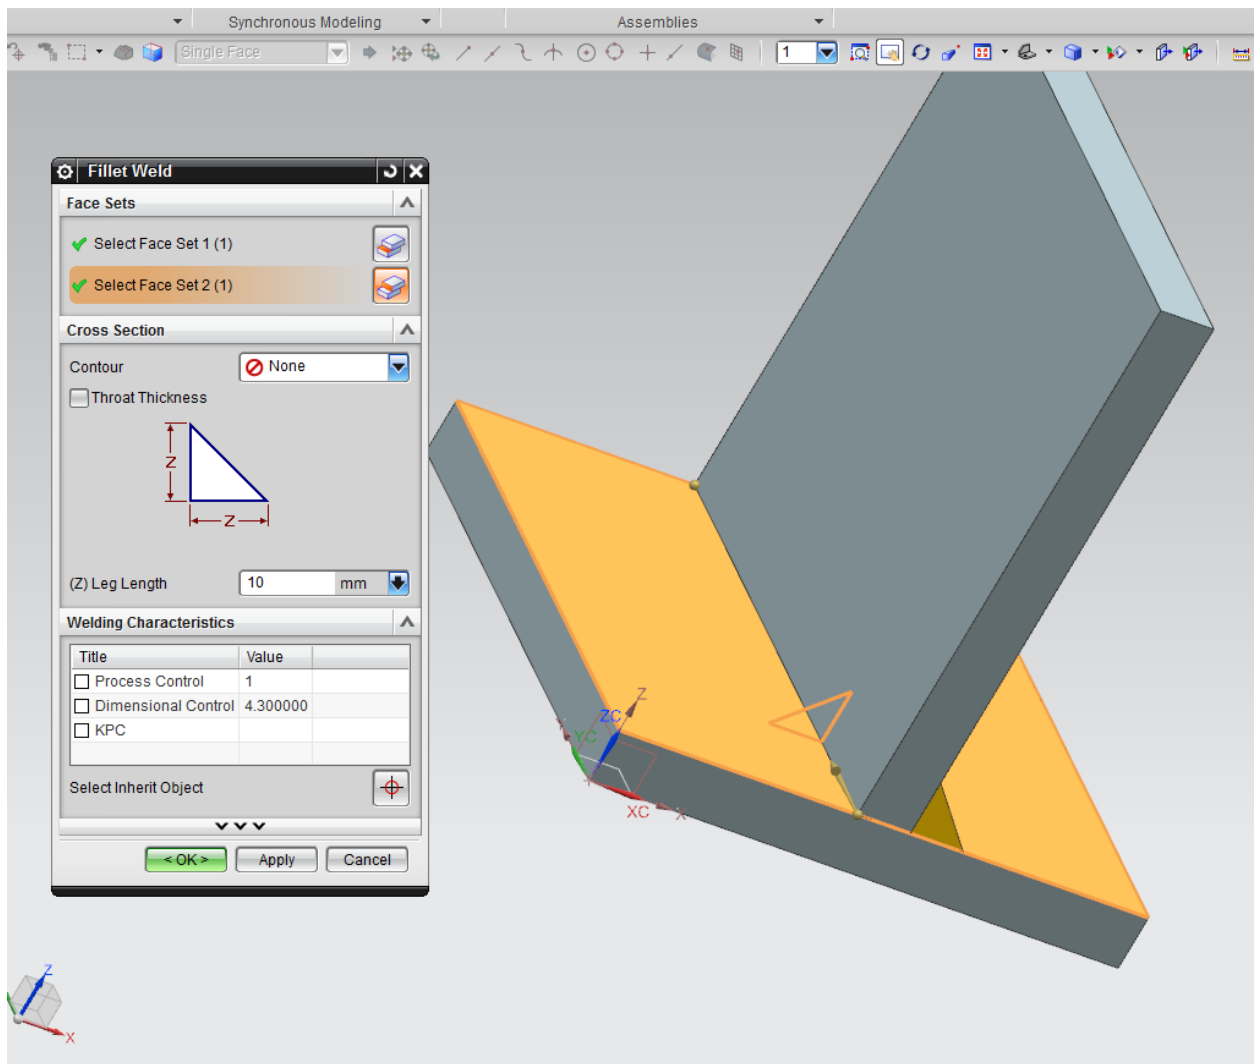 Synchronous Modeling
Assemblies
Single Face
1
Fillet Weld
Face Sets
Select Face Set 1 (1)
Select Face Set 2 (1)
Cross Section
Contour
None
Throat Thickness
Z
Z
(Z) Leg Length
10
mm
Welding Characteristics
Title
Value
Process Control
1
Dimensional Control
4.300000
KPC
Select Inherit Object
< OK >
Apply
Cancel
Z
ZC
Y
YC
XC
X
Z
X